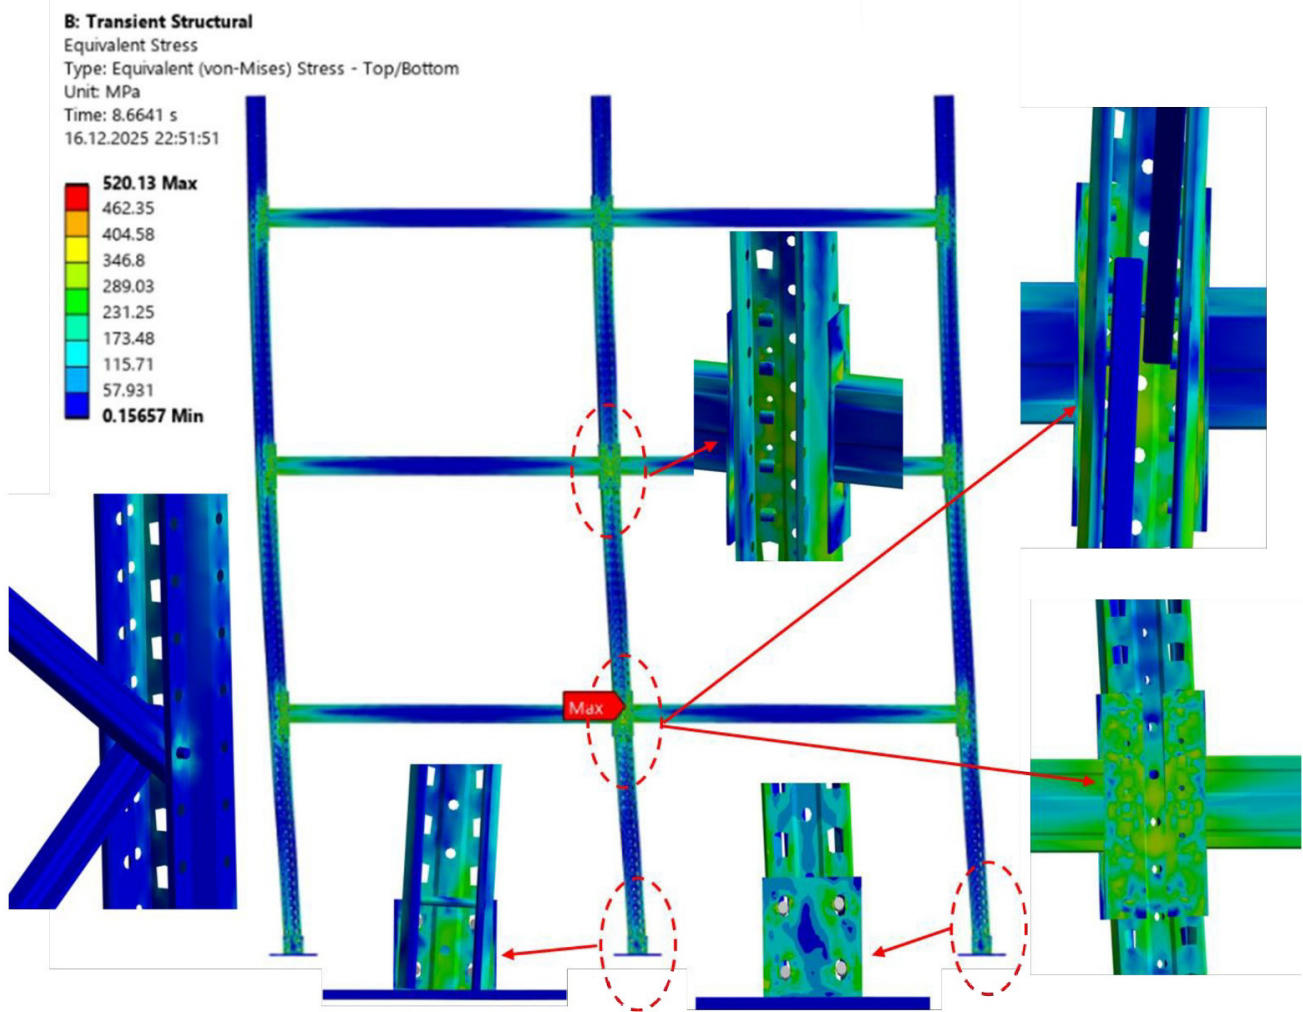 B: Transient Structural
Equivalent Stress
Type: Equivalent (von-Mises) Stress - Top/Bottom
Unit: MPa
Time: 8.6641 s
16.12.2025 22:51:51
520.13 Max
462.35
404.58
346.8
289.03
231.25
173.48
115.71
57.931
0.15657 Min
Max